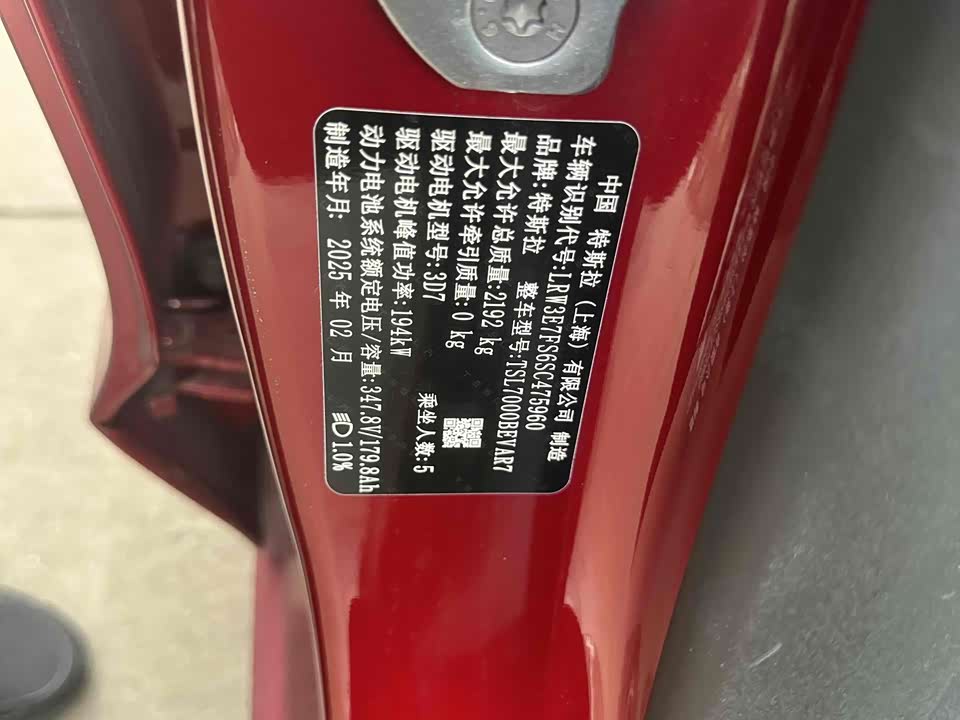 中国 特斯拉（上海）有限公司 制造
车辆识别代号:LRW3E7FS6SC475960
品牌:特斯拉 整车型号:TSL7000BEVAR7
最大允许总质量:2192 kg
最大允许牵引质量:0 kg
驱动电机型号:3D7 乘坐人数:5
驱动电机峰值功率:194kW
动力电池系统额定电压/容量:347.8V/179.8Ah
制造年月: 2025 年 02 月 1.0%